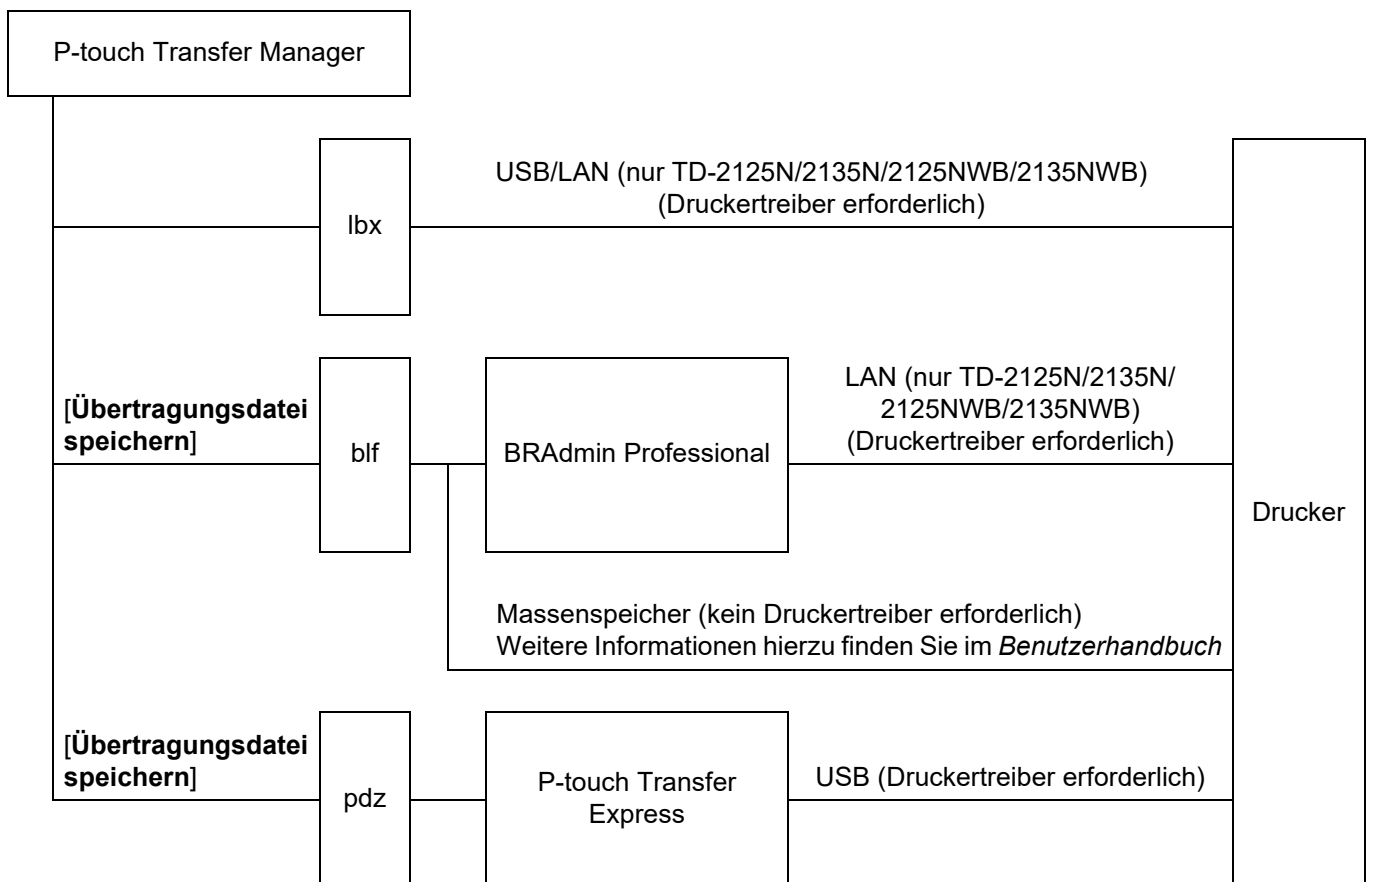 P-touch Transfer Manager
USB/LAN (nur TD-2125N/2135N/2125NWB/2135NWB)
(Druckertreiber erforderlich)
lbx
[Übertragungsdatei
speichern]
blf
BRAdmin Professional
LAN (nur TD-2125N/2135N/
2125NWB/2135NWB)
(Druckertreiber erforderlich)
Drucker
Massenspeicher (kein Druckertreiber erforderlich)
Weitere Informationen hierzu finden Sie im Benutzerhandbuch
[Übertragungsdatei
speichern]
pdz
P-touch Transfer
Express
USB (Druckertreiber erforderlich)